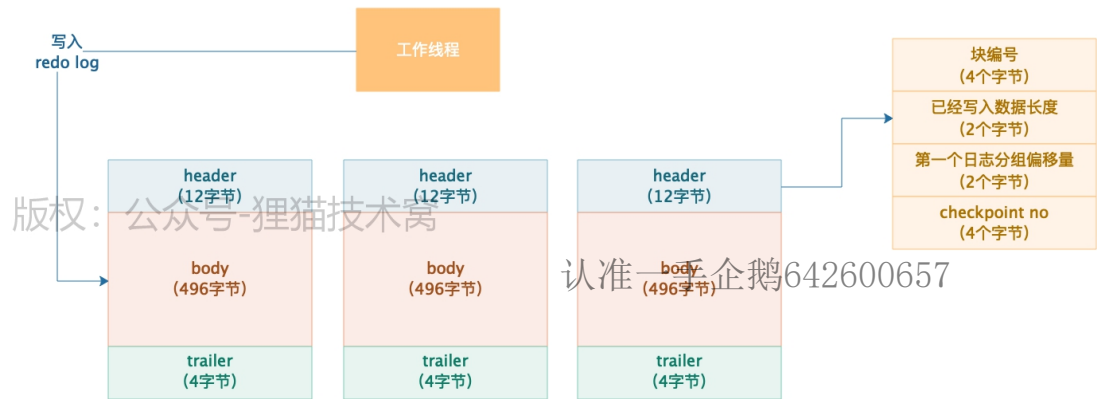 写入
redo log
工作线程
块编号
(4个字节)
已经写入数据长度
(2个字节)
第一个日志分组偏移量
(2个字节)
checkpoint no
(4个字节)
header
(12字节)
header
(12字节)
header
(12字节)
版权：公众号-狸猫技术窝
body
(496字节)
body
(496字节)
body
(496字节)
认准一手企鹅642600657
trailer
(4字节)
trailer
(4字节)
trailer
(4字节)